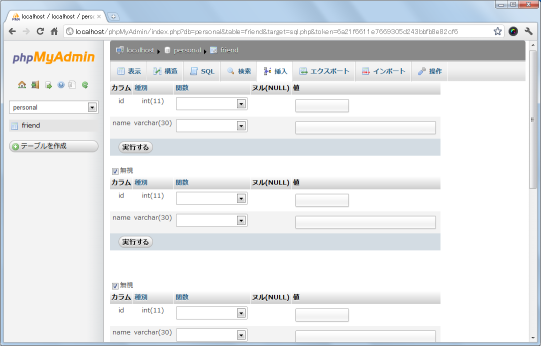 localhost / localhost / perso
localhost/phpMyAdmin/index.php?db=personal&table=friend&target=sql.php&token=6a21f6611e7669305d243bbfb8e82cf6
phpMyAdmin
localhost personal friend
表示 構造 SQL 検索 挿入 エクスポート インポート 操作
personal
friend
テーブルを作成
カラム 種別 関数 ヌル(NULL) 値
id int(11)
name varchar(30)
実行する
無視
カラム 種別 関数 ヌル(NULL) 値
id int(11)
name varchar(30)
実行する
無視
カラム 種別 関数 ヌル(NULL) 値
id int(11)
name varchar(30)